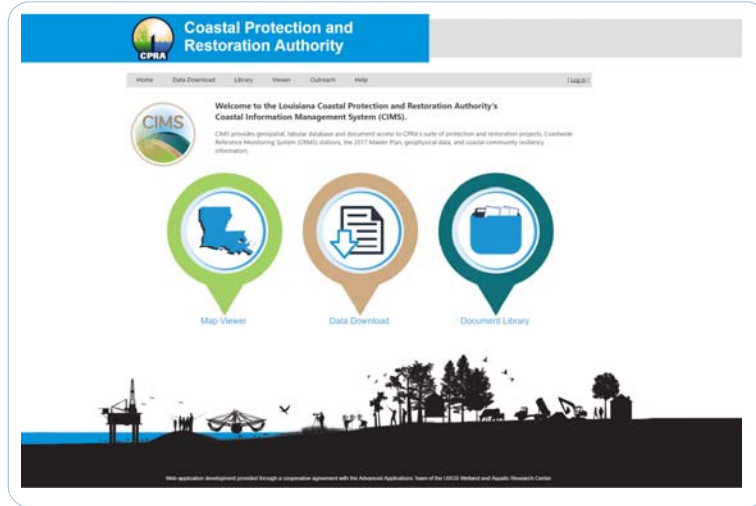 Coastal Protection and
Restoration Authority
CPRA
Home Data Download Library Viewer Outreach Help [ Log in ]
CIMS
Welcome to the Louisiana Coastal Protection and Restoration Authority's
Coastal Information Management System (CIMS).
CIMS provides geospatial, tabular database and document access to CPRA's suite of protection and restoration projects, Coastwide
Reference Monitoring System (CRMS) stations, the 2017 Master Plan, geophysical data, and coastal community resiliency
information.
Map Viewer Data Download Document Library
Web application development provided through a cooperative agreement with the Advanced Applications Team of the USGS Wetland and Aquatic Research Center.